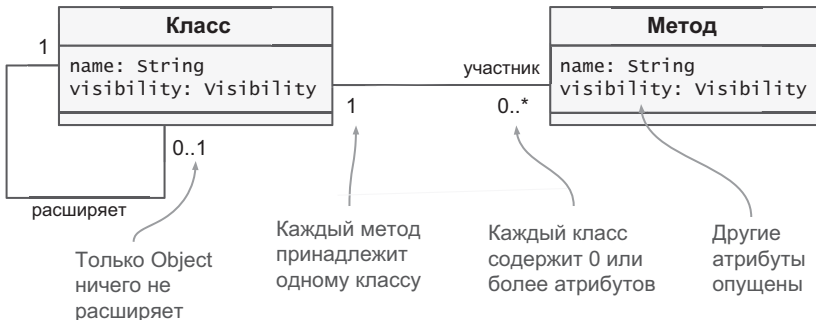 Класс
name: String
visibility: Visibility
Метод
name: String
visibility: Visibility
1
участник
1
0..*
0..1
расширяет
Только Object
ничего не
расширяет
Каждый метод
принадлежит
одному классу
Каждый класс
содержит 0 или
более атрибутов
Другие
атрибуты
опущены